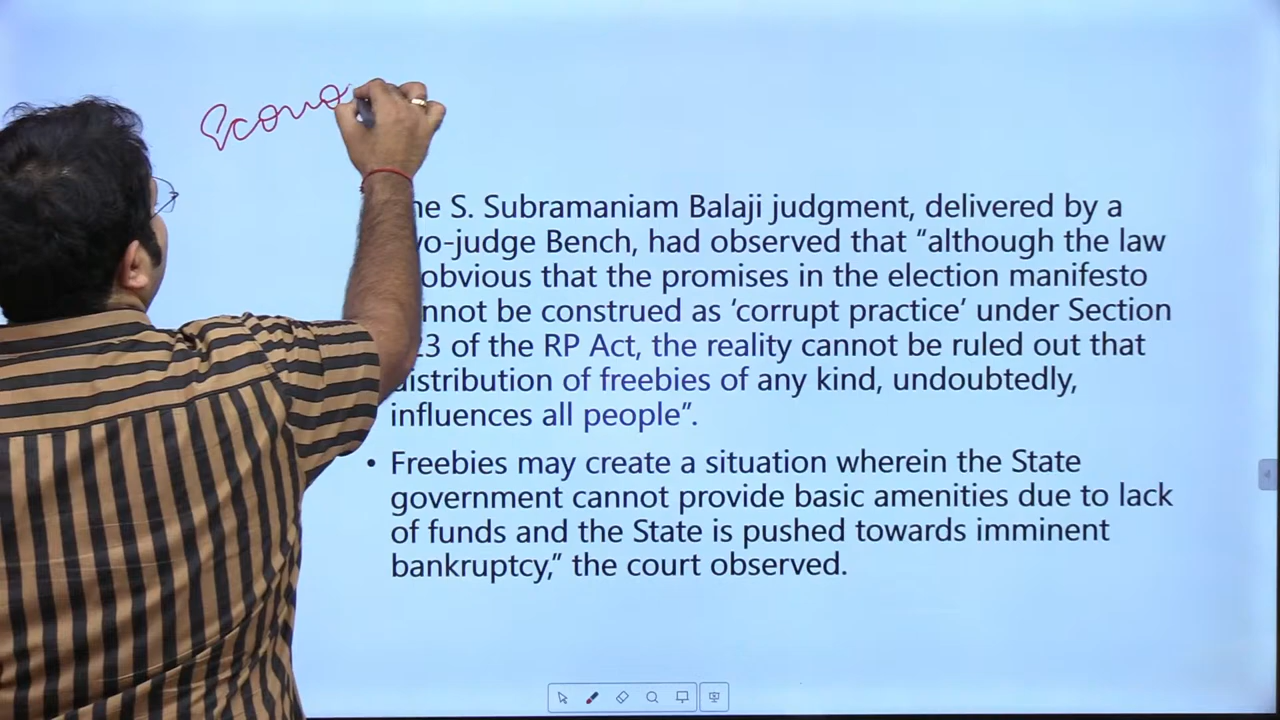 Econo
he S. Subramaniam Balaji judgment, delivered by a
wo-judge Bench, had observed that “although the law
obvious that the promises in the election manifesto
nnot be construed as ‘corrupt practice’ under Section
23 of the RP Act, the reality cannot be ruled out that
distribution of freebies of any kind, undoubtedly,
influences all people”.
• Freebies may create a situation wherein the State
government cannot provide basic amenities due to lack
of funds and the State is pushed towards imminent
bankruptcy,” the court observed.